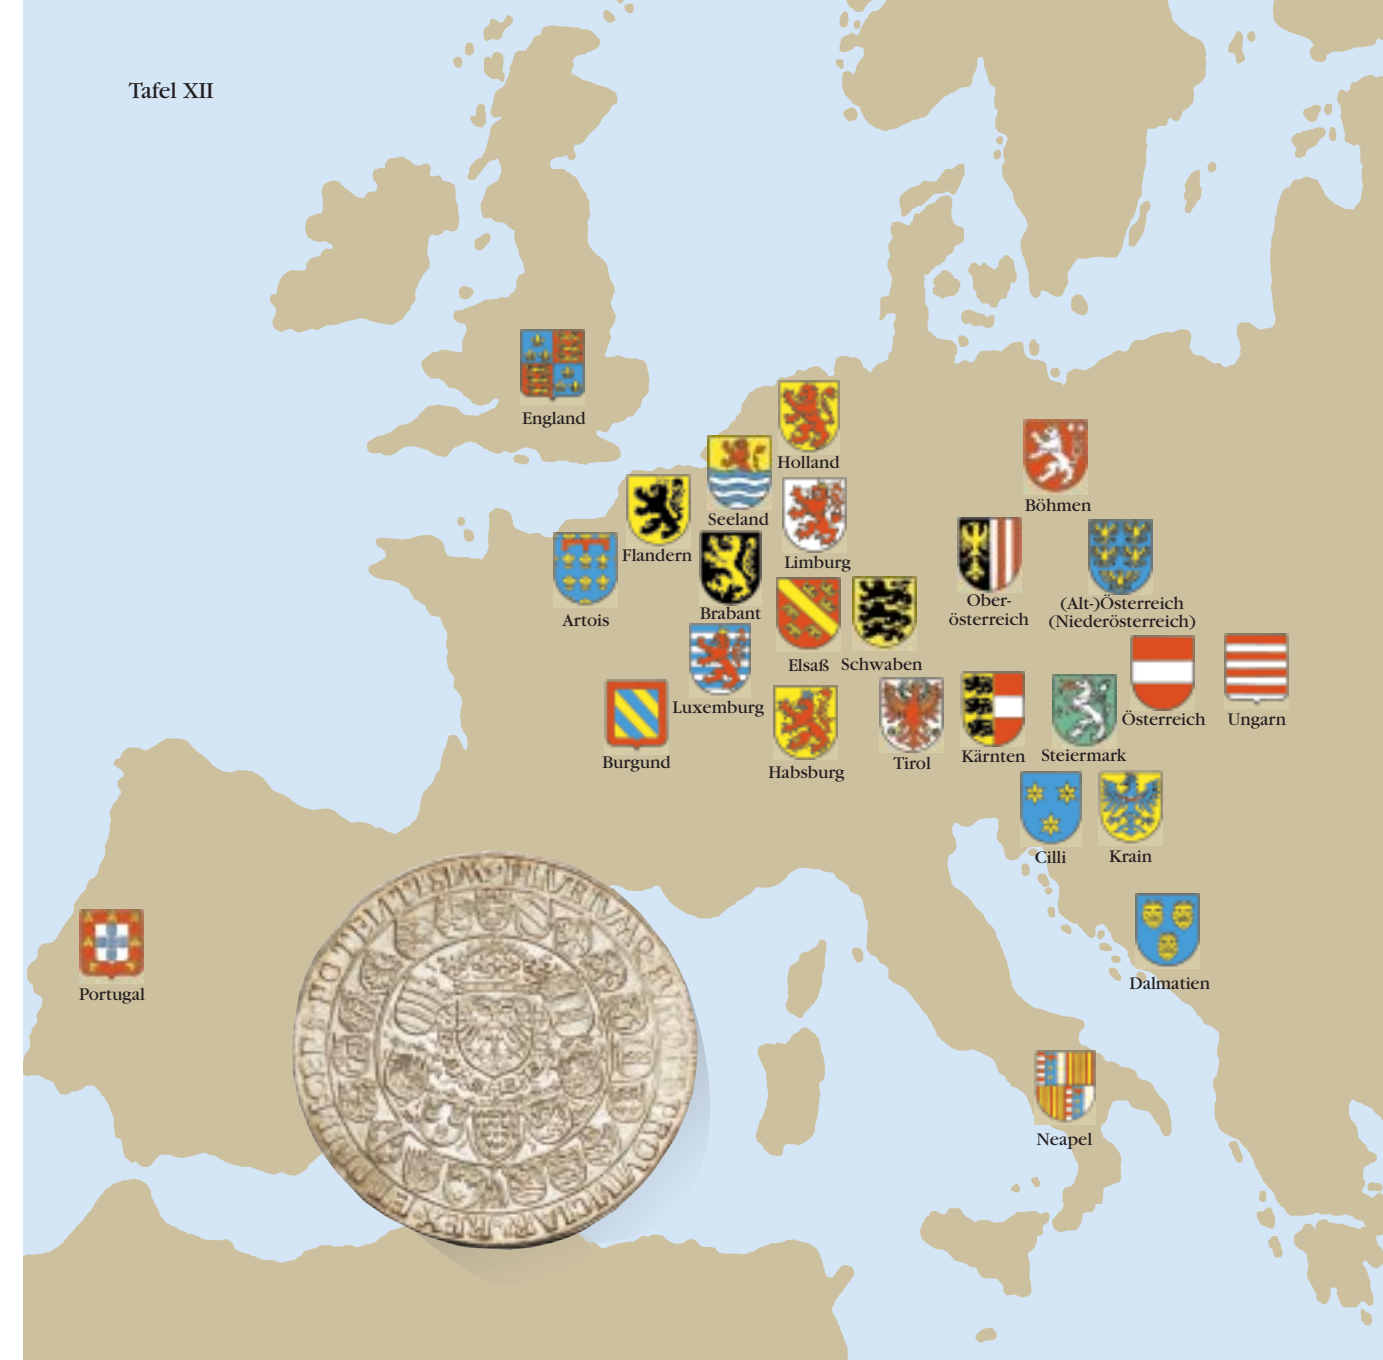 Tafel XII
England
Holland
Seeland
Böhmen
Flandern
Limburg
Artois
Brabant
Ober-
österreich
(Alt-)Österreich
(Niederösterreich)
Elsaß
Schwaben
Luxemburg
Österreich
Ungarn
Burgund
Habsburg
Tirol
Kärnten
Steiermark
Cilli
Krain
Portugal
Dalmatien
Neapel